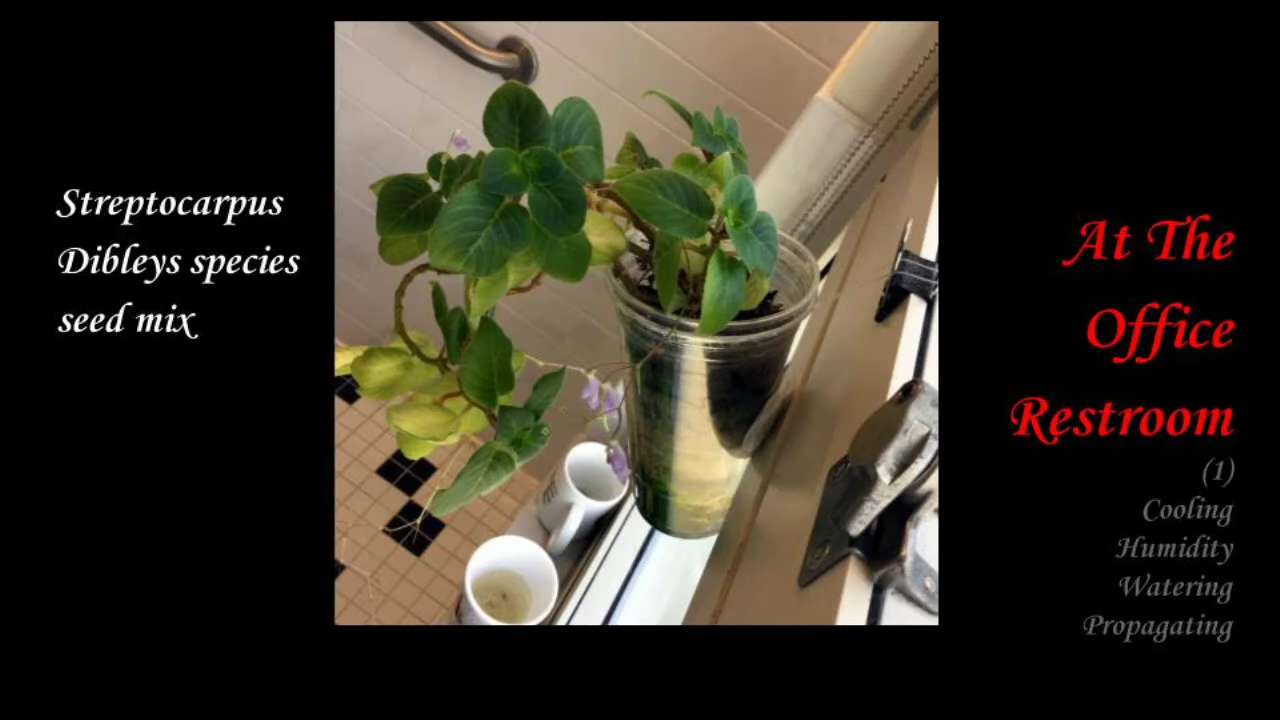 Streptocarpus
Dibleys species
seed mix
At The
Office
Restroom
(1)
Cooling
Humidity
Watering
Propagating